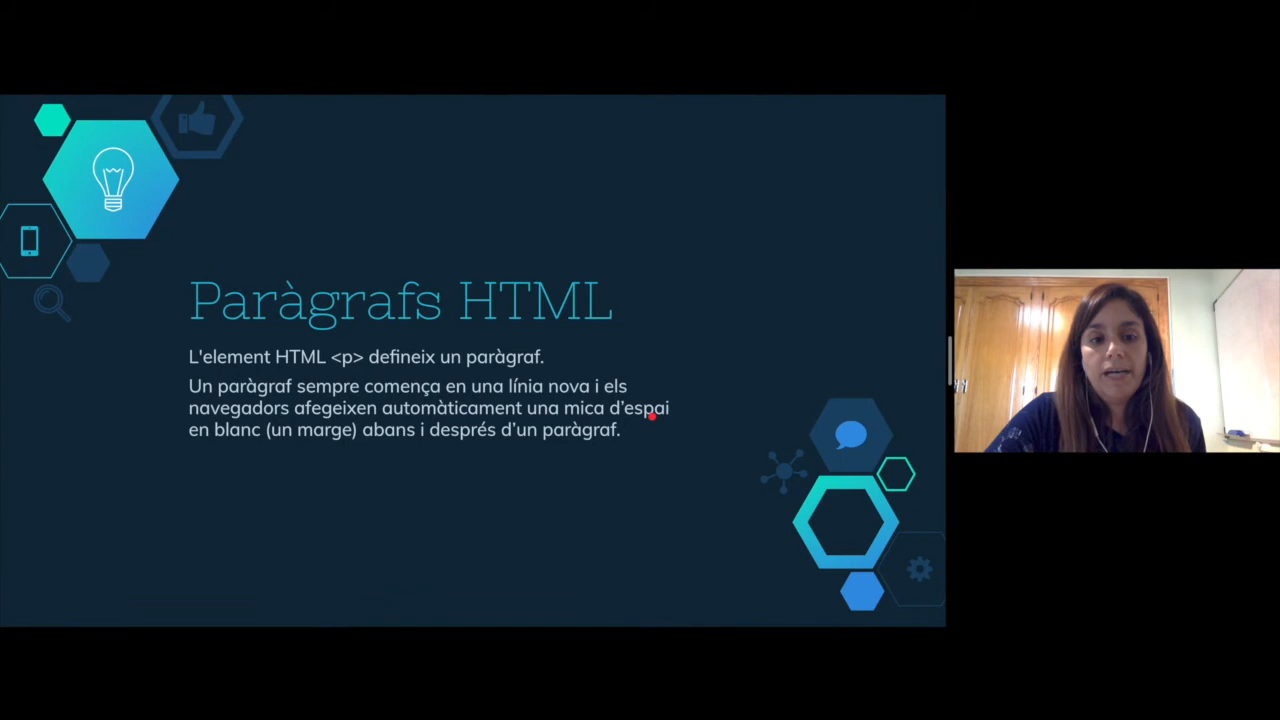 Paràgrafs HTML
L'element HTML <p> defineix un paràgraf.
Un paràgraf sempre comença en una línia nova i els
navegadors afegeixen automàticament una mica d’espai
en blanc (un marge) abans i després d’un paràgraf.